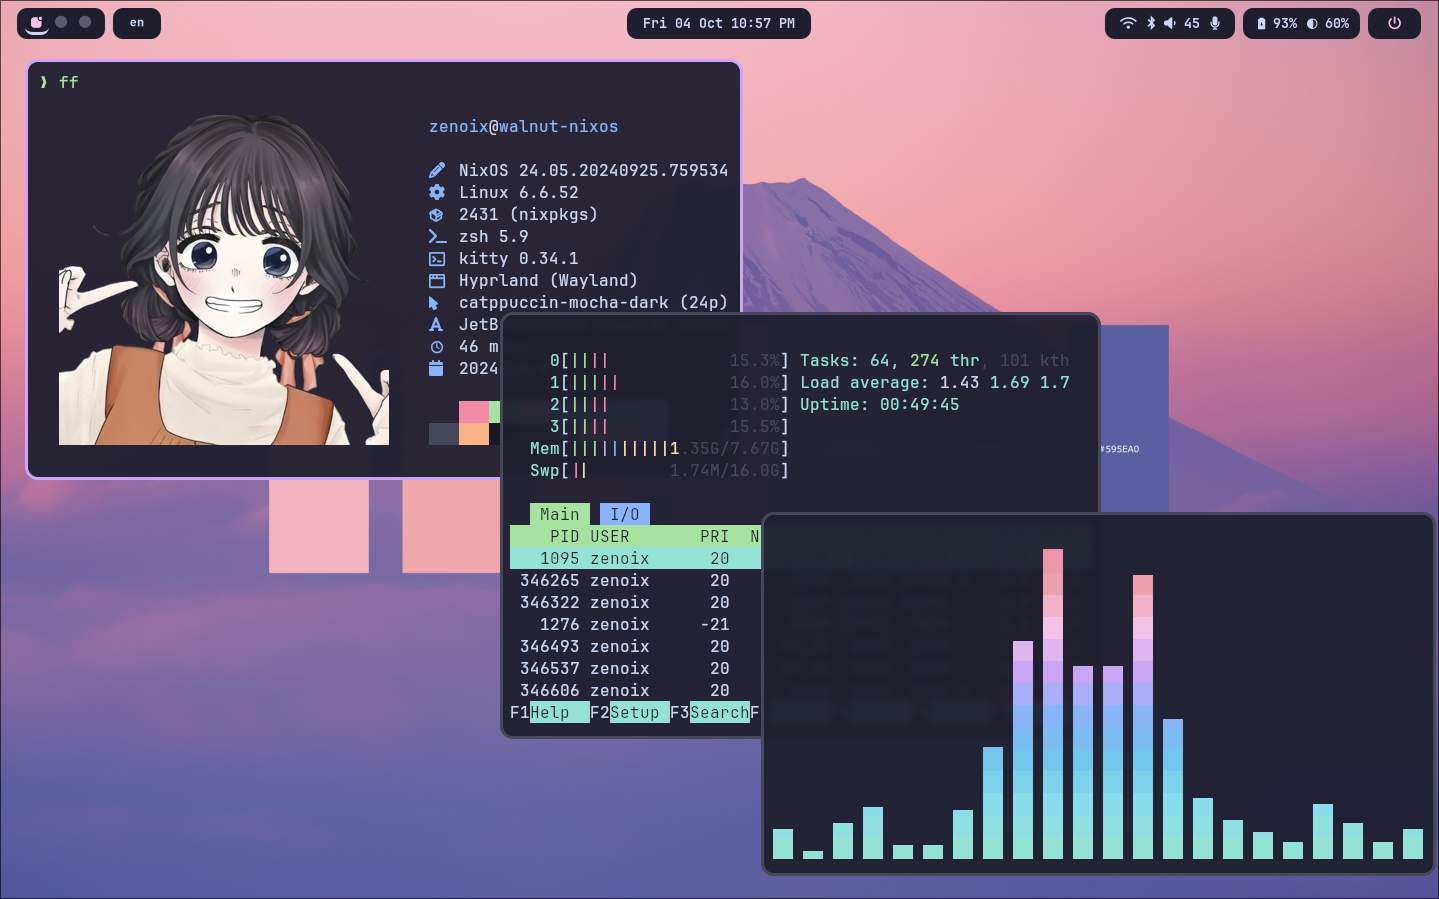 en
Fri 04 Oct 10:57 PM
45
93% 60%
❯ ff
zenoix@walnut-nixos
NixOS 24.05.20240925.759534
Linux 6.6.52
2431 (nixpkgs)
zsh 5.9
kitty 0.34.1
Hyprland (Wayland)
catppuccin-mocha-dark (24p)
JetB
46 m
2024
#595EA0
0[|||| 15.3%] Tasks: 64, 274 thr, 101 kth
1[||||| 16.0%] Load average: 1.43 1.69 1.7
2[|||| 13.0%] Uptime: 00:49:45
3[|||| 15.5%]
Mem[||||||||||1.35G/7.67G]
Swp[|| 1.74M/16.0G]
Main I/O
PID USER PRI N
1095 zenoix 20
346265 zenoix 20
346322 zenoix 20
1276 zenoix -21
346493 zenoix 20
346537 zenoix 20
346606 zenoix 20
F1Help F2Setup F3SearchF